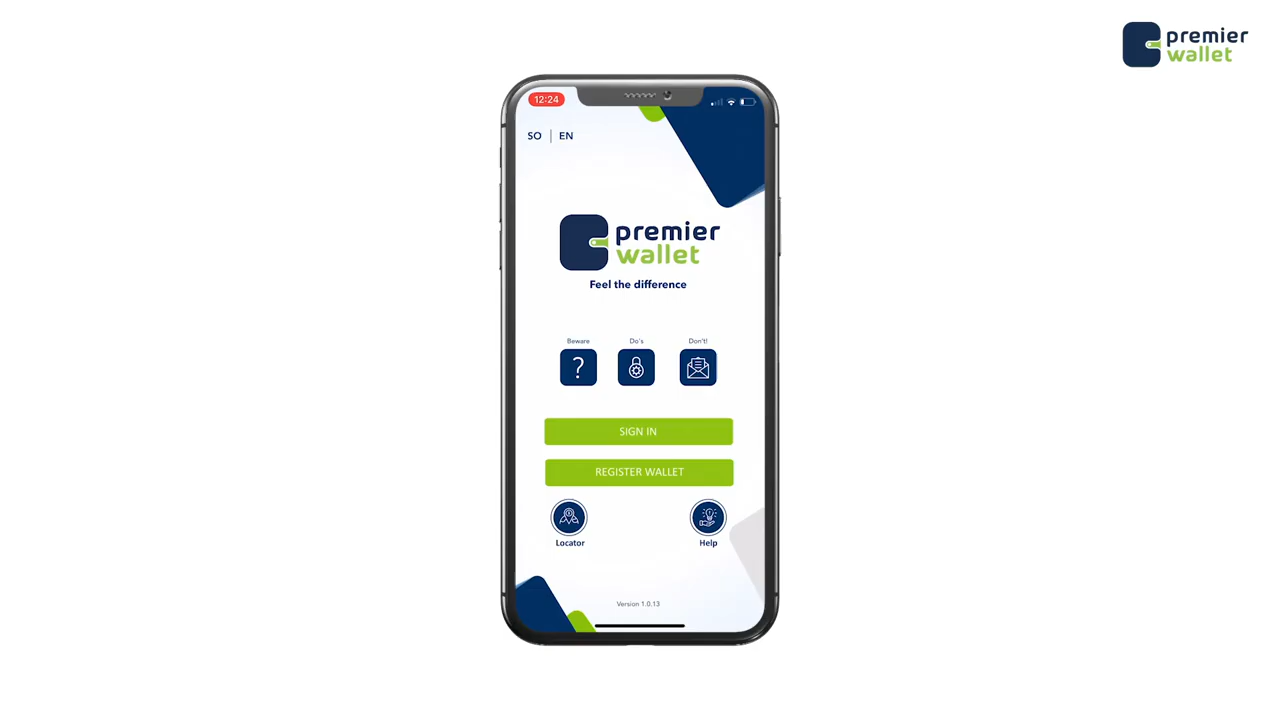 premier
wallet
12:24
SO | EN
premier
wallet
Feel the difference
Beware
Do's
Don't!
SIGN IN
REGISTER WALLET
Locator
Help
Version 1.0.13